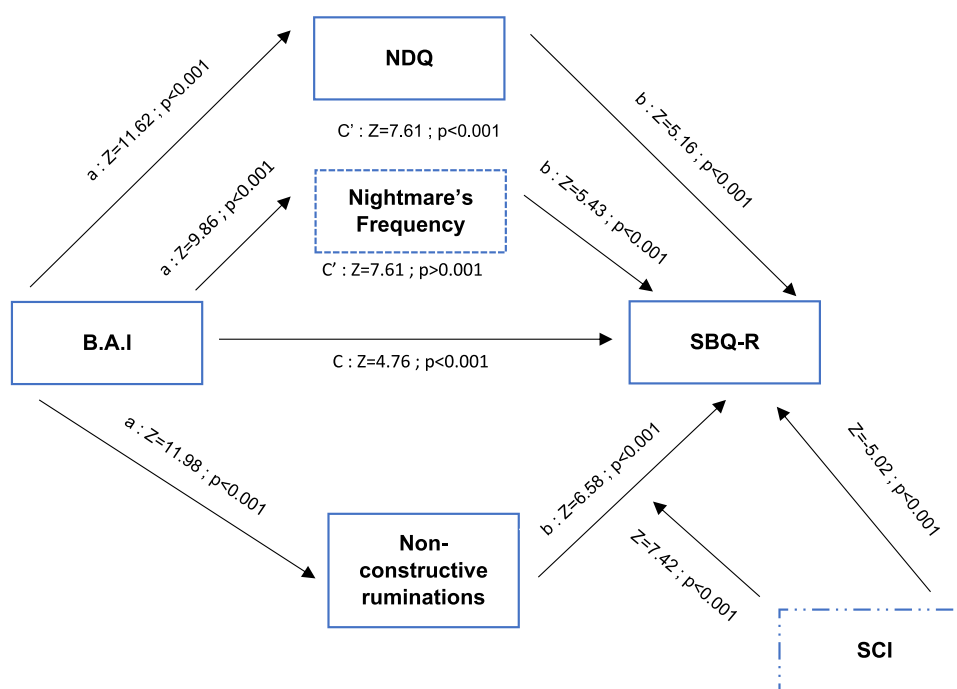 NDQ
a : Z=11.62 ; p<0.001
b : Z=5.16 ; p<0.001
C' : Z=7.61 ; p<0.001
Nightmare's
Frequency
a : Z=9.86 ; p<0.001
b : Z=5.43 ; p<0.001
C' : Z=7.61 ; p>0.001
B.A.I
SBQ-R
C : Z=4.76 ; p<0.001
a : Z=11.98 ; p<0.001
b : Z=6.58 ; p<0.001
Z=-5.02 ; p<0.001
Non-
constructive
ruminations
Z=7.42 ; p<0.001
SCI